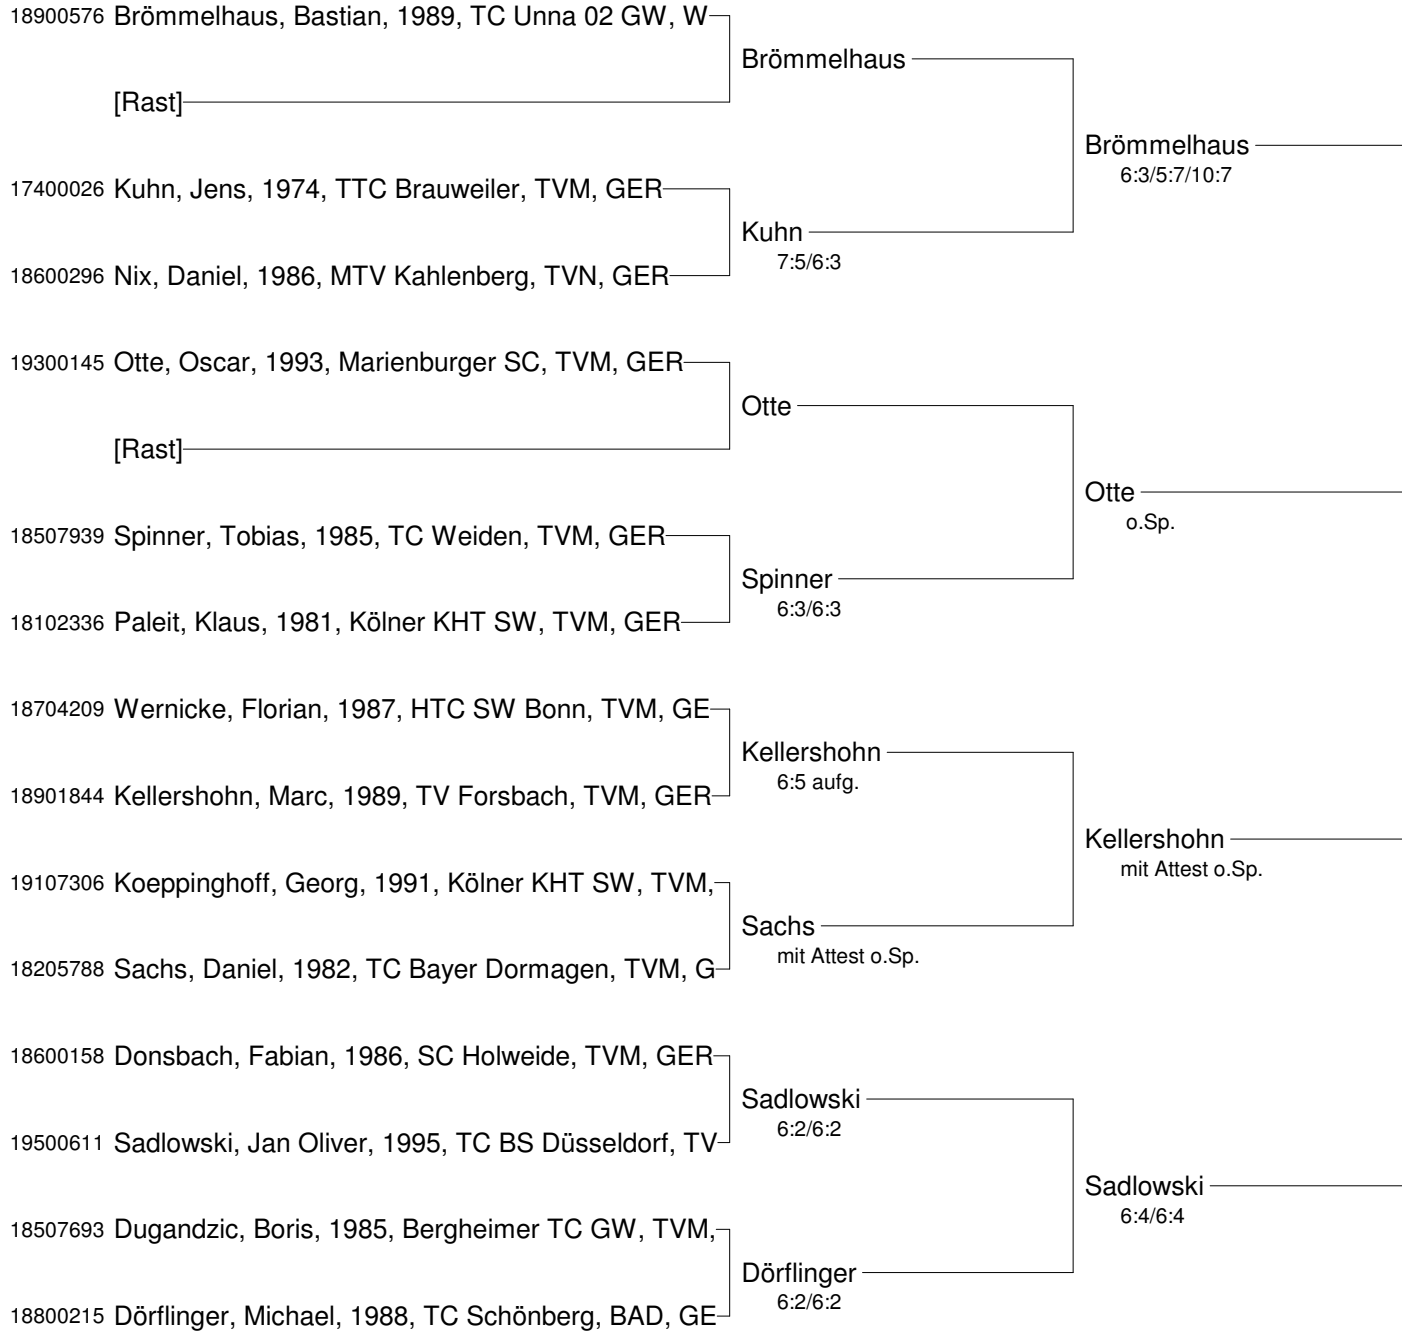 18900576 Brömmelhaus, Bastian, 1989, TC Unna 02 GW, W
Brömmelhaus
[Rast]
Brömmelhaus
6:3/5:7/10:7
17400026 Kuhn, Jens, 1974, TTC Brauweiler, TVM, GER
Kuhn
7:5/6:3
18600296 Nix, Daniel, 1986, MTV Kahlenberg, TVN, GER
19300145 Otte, Oscar, 1993, Marienburger SC, TVM, GER
Otte
[Rast]
Otte
o.Sp.
18507939 Spinner, Tobias, 1985, TC Weiden, TVM, GER
Spinner
6:3/6:3
18102336 Paleit, Klaus, 1981, Kölner KHT SW, TVM, GER
18704209 Wernicke, Florian, 1987, HTC SW Bonn, TVM, GE
Kellershohn
6:5 aufg.
18901844 Kellershohn, Marc, 1989, TV Forsbach, TVM, GER
Kellershohn
mit Attest o.Sp.
19107306 Koeppinghoff, Georg, 1991, Kölner KHT SW, TVM,
Sachs
mit Attest o.Sp.
18205788 Sachs, Daniel, 1982, TC Bayer Dormagen, TVM, G
18600158 Donsbach, Fabian, 1986, SC Holweide, TVM, GER
Sadlowski
6:2/6:2
19500611 Sadlowski, Jan Oliver, 1995, TC BS Düsseldorf, TV
Sadlowski
6:4/6:4
18507693 Dugandzic, Boris, 1985, Bergheimer TC GW, TVM,
Dörflinger
6:2/6:2
18800215 Dörflinger, Michael, 1988, TC Schönberg, BAD, GE